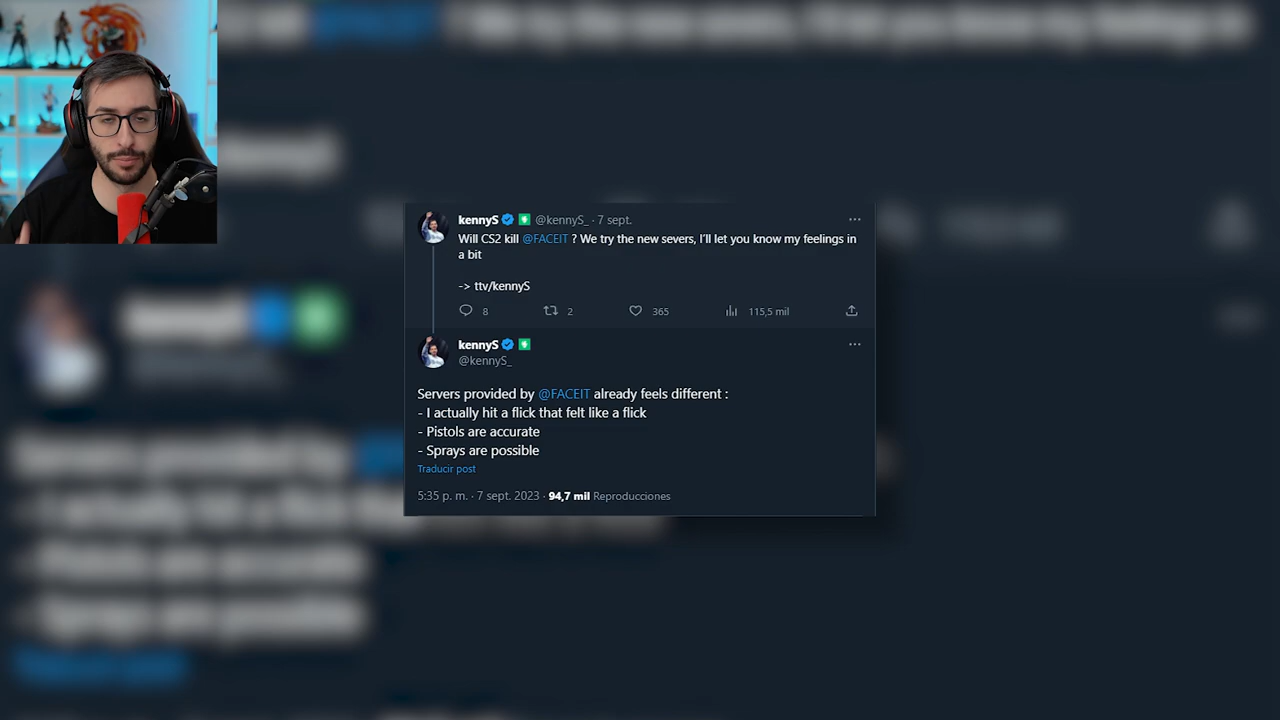 kennyS @kennyS_ · 7 sept.
Will CS2 kill @FACEIT ? We try the new severs, I'll let you know my feelings in
a bit
-> ttv/kennyS
8 2 365 115,5 mil
kennyS
@kennyS_
Servers provided by @FACEIT already feels different :
- I actually hit a flick that felt like a flick
- Pistols are accurate
- Sprays are possible
Traducir post
5:35 p. m. · 7 sept. 2023 · 94,7 mil Reproducciones